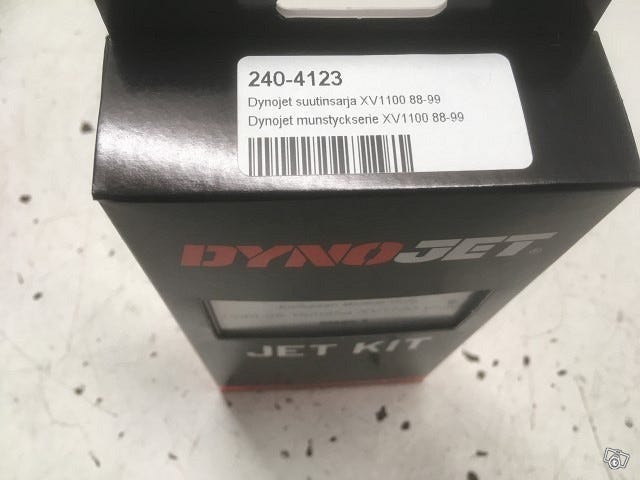 240-4123
Dynojet suutinsarja XV1100 88-99
Dynojet munstyckserie XV1100 88-99
DYNOJET®
JET KIT